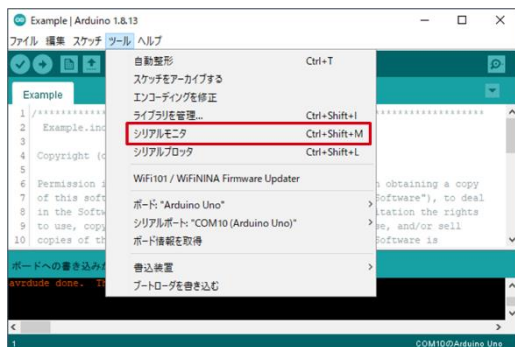 Example | Arduino 1.8.13
ファイル 編集 スケッチ ツール ヘルプ
自動整形 Ctrl+T
スケッチをアーカイブする
エンコーディングを修正
ライブラリを管理... Ctrl+Shift+I
シリアルモニタ Ctrl+Shift+M
シリアルプロッタ Ctrl+Shift+L
WiFi101 / WiFiNINA Firmware Updater
ボード: "Arduino Uno"
シリアルポート: "COM10 (Arduino Uno)"
ボード情報を取得
書込装置
ブートローダを書き込む
Example
1 /***********
2 Example.ino
3
4 Copyright (c
5
6 Permission i n obtaining a copy
7 of this soft Software"), to deal
8 in the Softw itation the rights
9 to use, copy se, and/or sell
10 copies of th Software is
ボードへの書き込みが
avrdude done. Th
1 COM10のArduino Uno